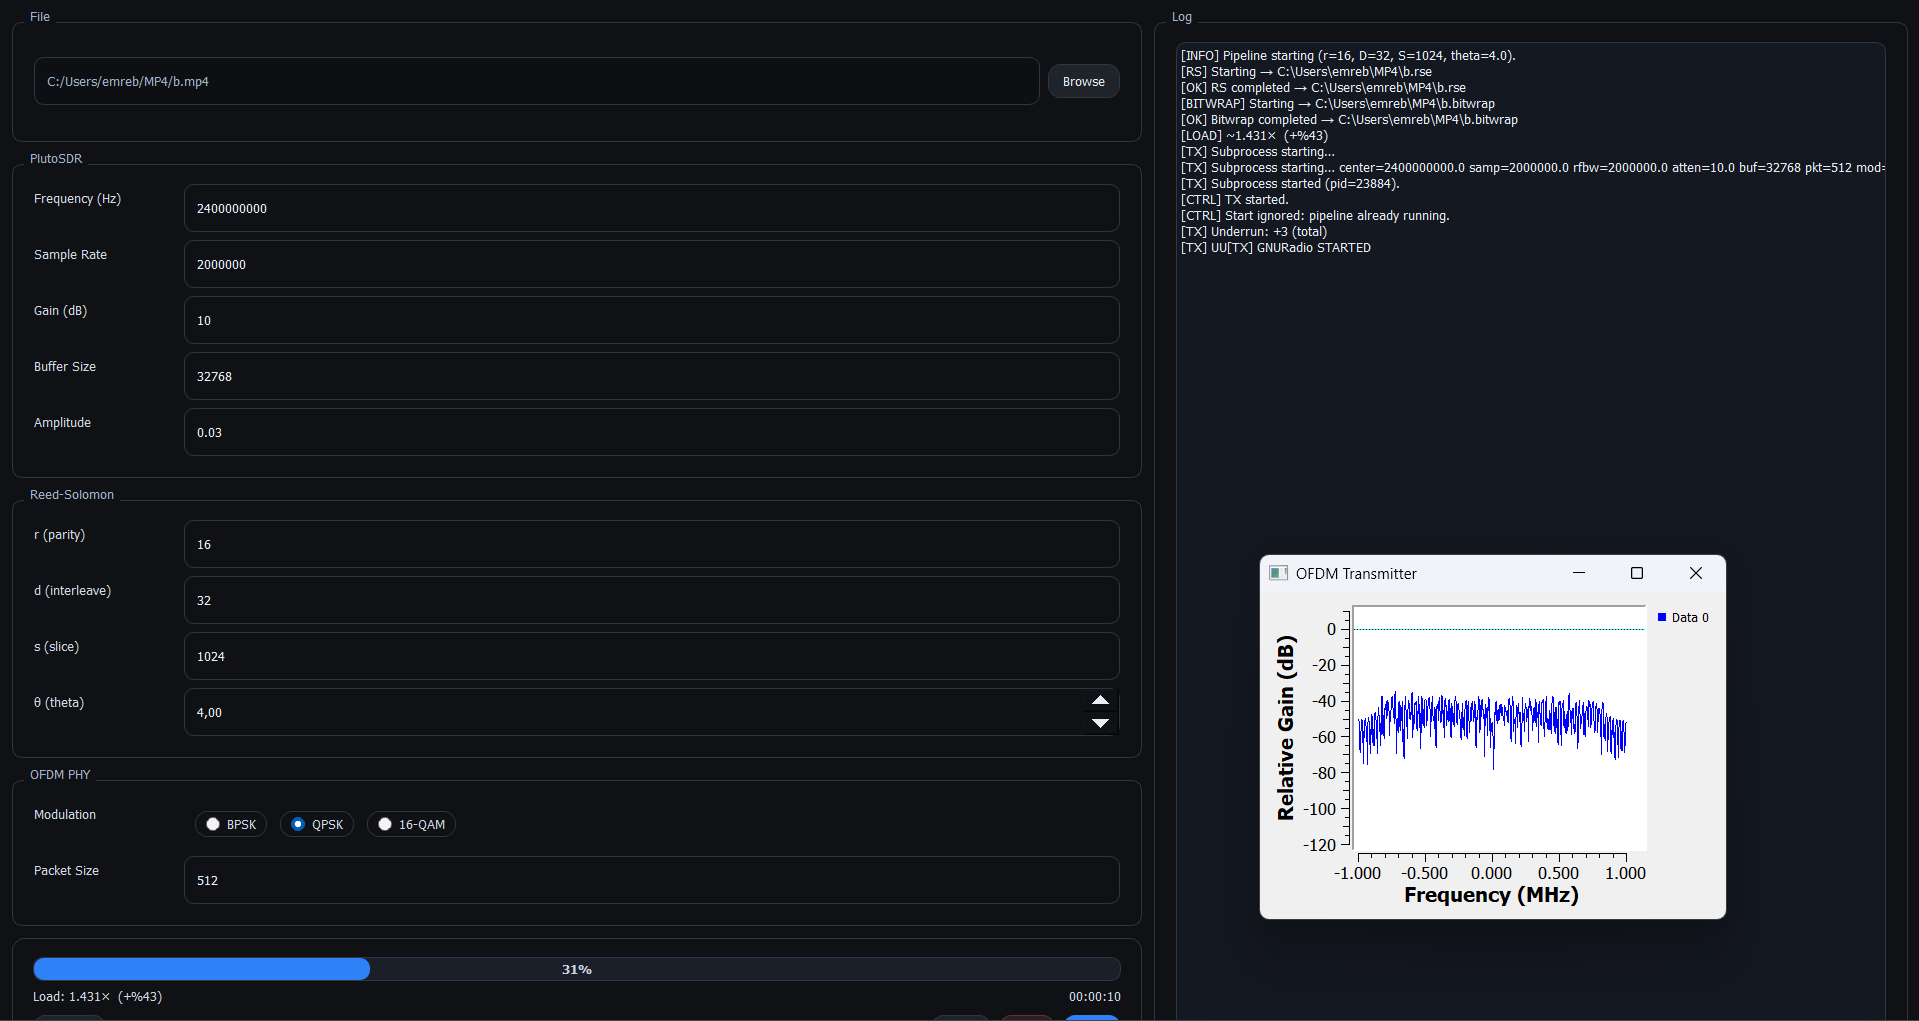 File
C:/Users/emreb/MP4/b.mp4
Browse
PlutoSDR
Frequency (Hz)
2400000000
Sample Rate
2000000
Gain (dB)
10
Buffer Size
32768
Amplitude
0.03
Reed-Solomon
r (parity)
16
d (interleave)
32
s (slice)
1024
θ (theta)
4,00
OFDM PHY
Modulation
BPSK
QPSK
16-QAM
Packet Size
512
31%
Load: 1.431× (+%43)
00:00:10
Log
[INFO] Pipeline starting (r=16, D=32, S=1024, theta=4.0).
[RS] Starting → C:\Users\emreb\MP4\b.rse
[OK] RS completed → C:\Users\emreb\MP4\b.rse
[BITWRAP] Starting → C:\Users\emreb\MP4\b.bitwrap
[OK] Bitwrap completed → C:\Users\emreb\MP4\b.bitwrap
[LOAD] ~1.431× (+%43)
[TX] Subprocess starting...
[TX] Subprocess starting... center=2400000000.0 samp=2000000.0 rfbw=2000000.0 atten=10.0 buf=32768 pkt=512 mod=
[TX] Subprocess started (pid=23884).
[CTRL] TX started.
[CTRL] Start ignored: pipeline already running.
[TX] Underrun: +3 (total)
[TX] UU[TX] GNURadio STARTED
OFDM Transmitter
Data 0
Relative Gain (dB)
0
-20
-40
-60
-80
-100
-120
-1.000 -0.500 0.000 0.500 1.000
Frequency (MHz)